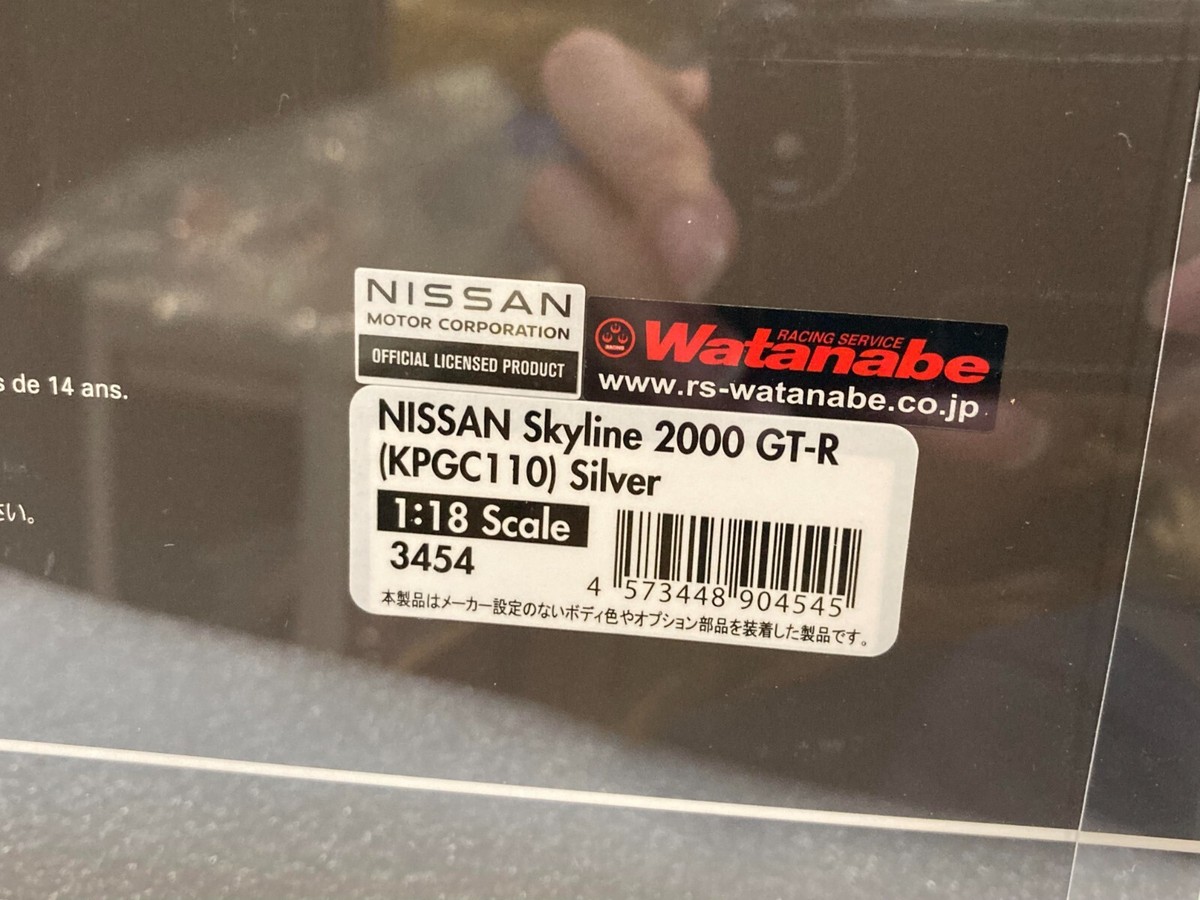 s de 14 ans.
さい。
NISSAN
MOTOR CORPORATION
OFFICIAL LICENSED PRODUCT
RACING SERVICE
Watanabe
www.rs-watanabe.co.jp
NISSAN Skyline 2000 GT-R
(KPGC110) Silver
1:18 Scale
3454
4 573448 904545
本製品はメーカー設定のないボディ色やオプション部品を装着した製品です。